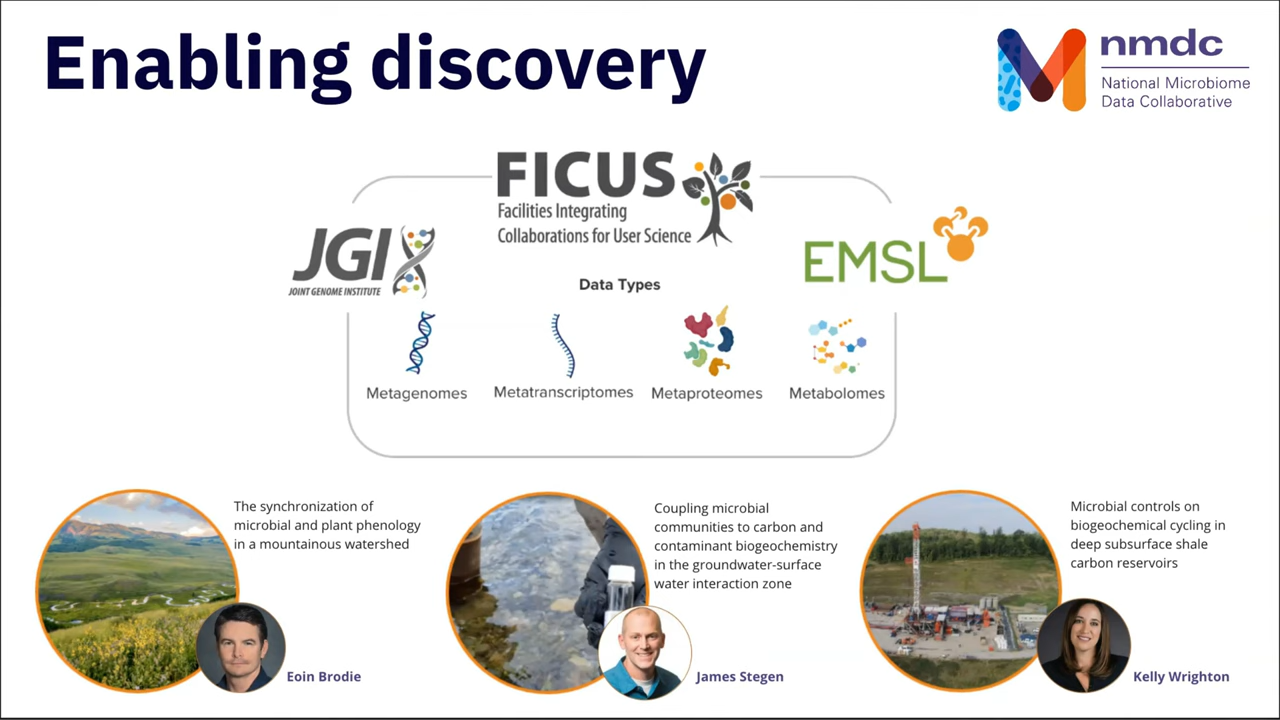 Enabling discovery
nmdc
National Microbiome
Data Collaborative
FICUS
Facilities Integrating
Collaborations for User Science
JGI
JOINT GENOME INSTITUTE
EMSL
Data Types
Metagenomes
Metatranscriptomes
Metaproteomes
Metabolomes
The synchronization of
microbial and plant phenology
in a mountainous watershed
Eoin Brodie
Coupling microbial
communities to carbon and
contaminant biogeochemistry
in the groundwater-surface
water interaction zone
James Stegen
Microbial controls on
biogeochemical cycling in
deep subsurface shale
carbon reservoirs
Kelly Wrighton